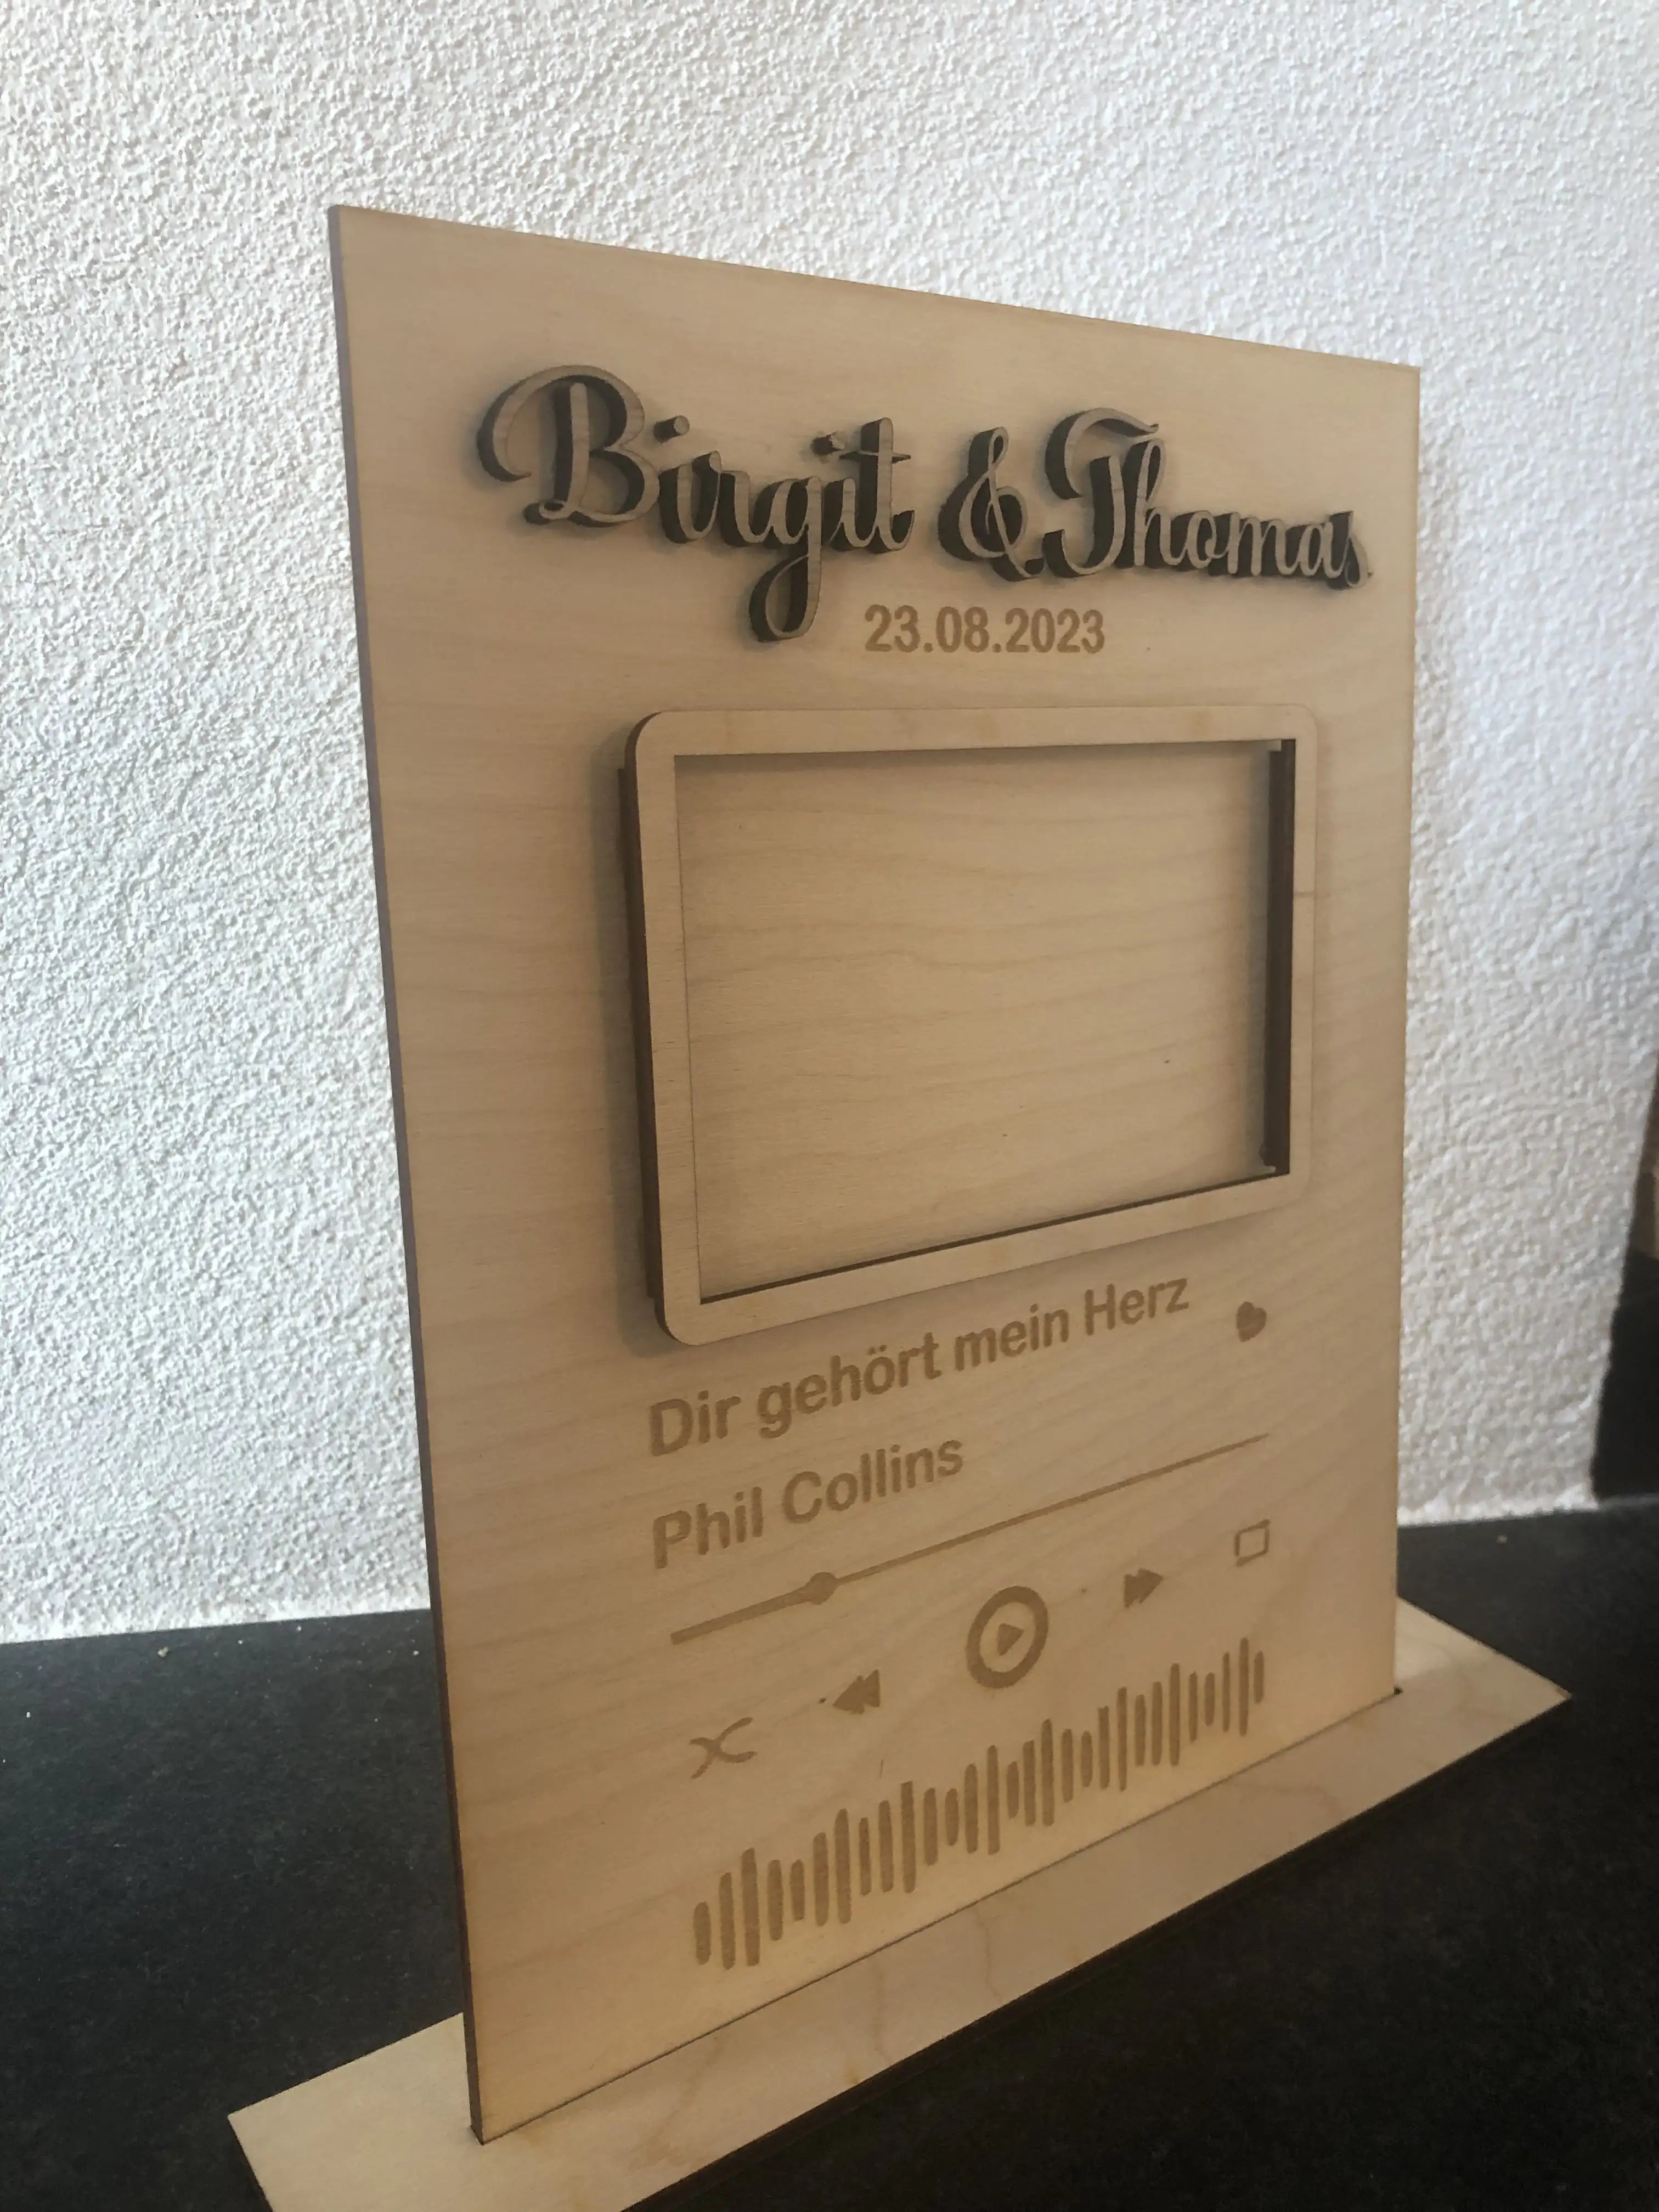 Birgit & Thomas
23.08.2023
Dir gehört mein Herz
Phil Collins